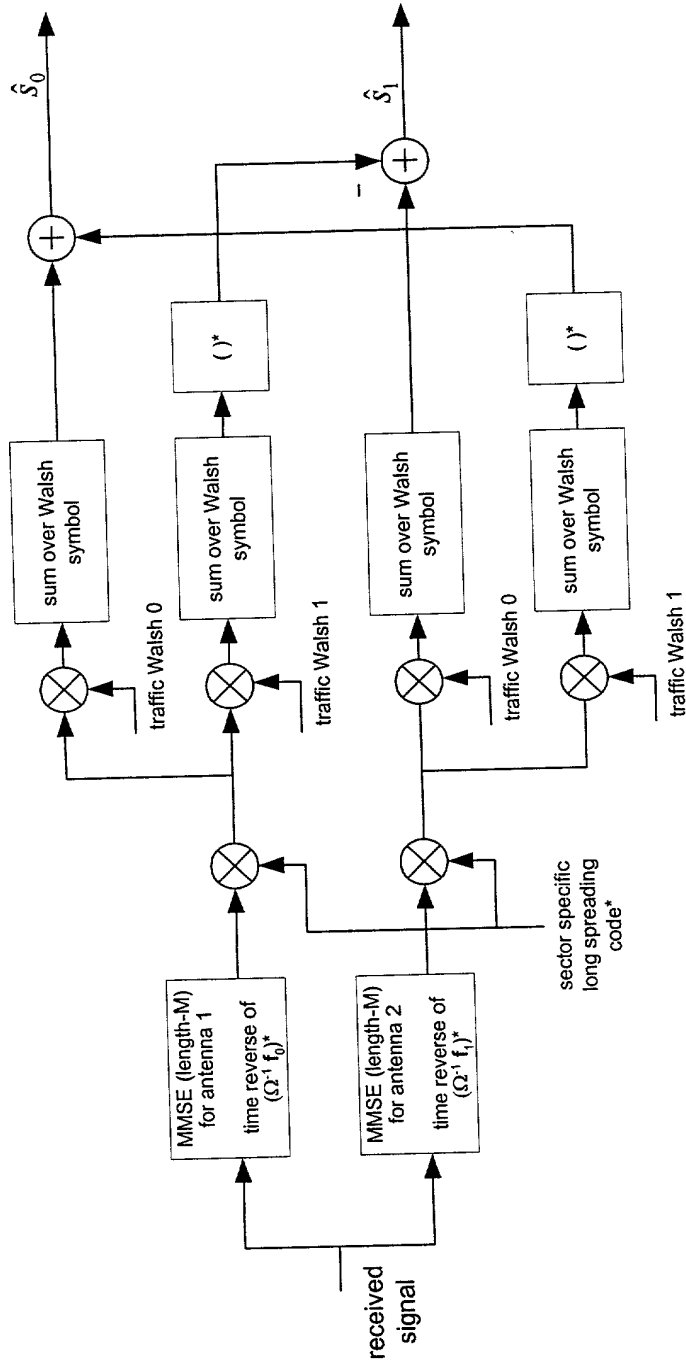 received
signal
MMSE (length-M)
for antenna 1
time reverse of
(Ω⁻¹ f₀)*
MMSE (length-M)
for antenna 2
time reverse of
(Ω⁻¹ f₁)*
sector specific
long spreading
code*
traffic Walsh 0
traffic Walsh 1
traffic Walsh 0
traffic Walsh 1
sum over Walsh
symbol
sum over Walsh
symbol
sum over Walsh
symbol
sum over Walsh
symbol
( )*
( )*
+
−
+
ŝ₀
ŝ₁